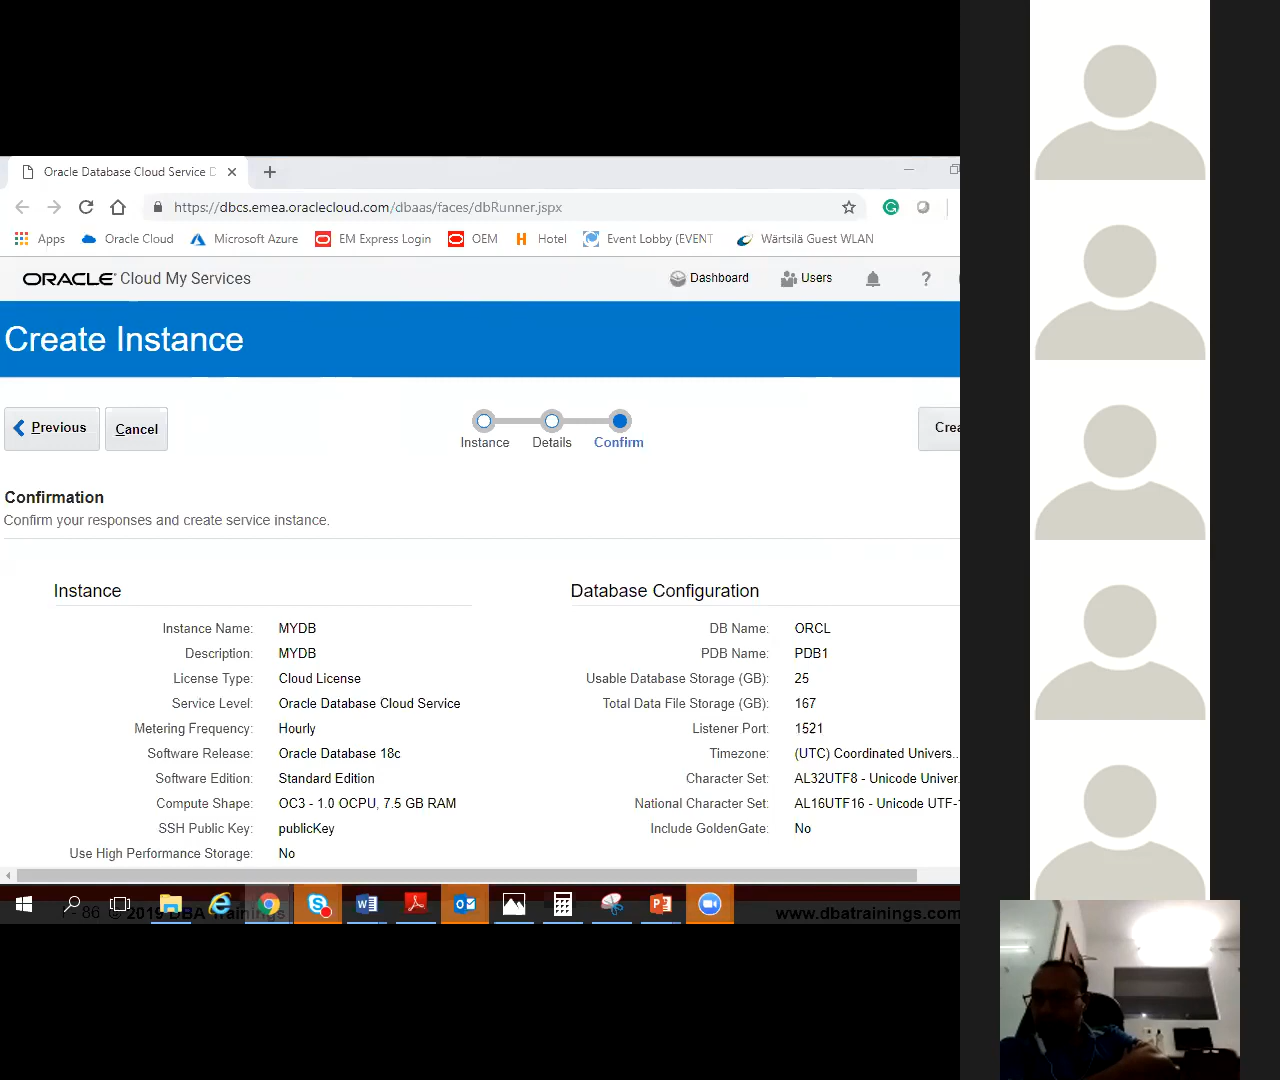 Oracle Database Cloud Service D
https://dbcs.emea.oraclecloud.com/dbaas/faces/dbRunner.jspx
Apps Oracle Cloud Microsoft Azure EM Express Login OEM Hotel Event Lobby (EVENT Wärtsilä Guest WLAN
ORACLE Cloud My Services Dashboard Users ?
Create Instance
Previous Cancel Crea
Instance Details Confirm
Confirmation
Confirm your responses and create service instance.
Instance
Instance Name: MYDB
Description: MYDB
License Type: Cloud License
Service Level: Oracle Database Cloud Service
Metering Frequency: Hourly
Software Release: Oracle Database 18c
Software Edition: Standard Edition
Compute Shape: OC3 - 1.0 OCPU, 7.5 GB RAM
SSH Public Key: publicKey
Use High Performance Storage: No
Database Configuration
DB Name: ORCL
PDB Name: PDB1
Usable Database Storage (GB): 25
Total Data File Storage (GB): 167
Listener Port: 1521
Timezone: (UTC) Coordinated Univers...
Character Set: AL32UTF8 - Unicode Univer
National Character Set: AL16UTF16 - Unicode UTF-1
Include GoldenGate: No
- 86 © 2019 DBA Trainings www.dbatrainings.com